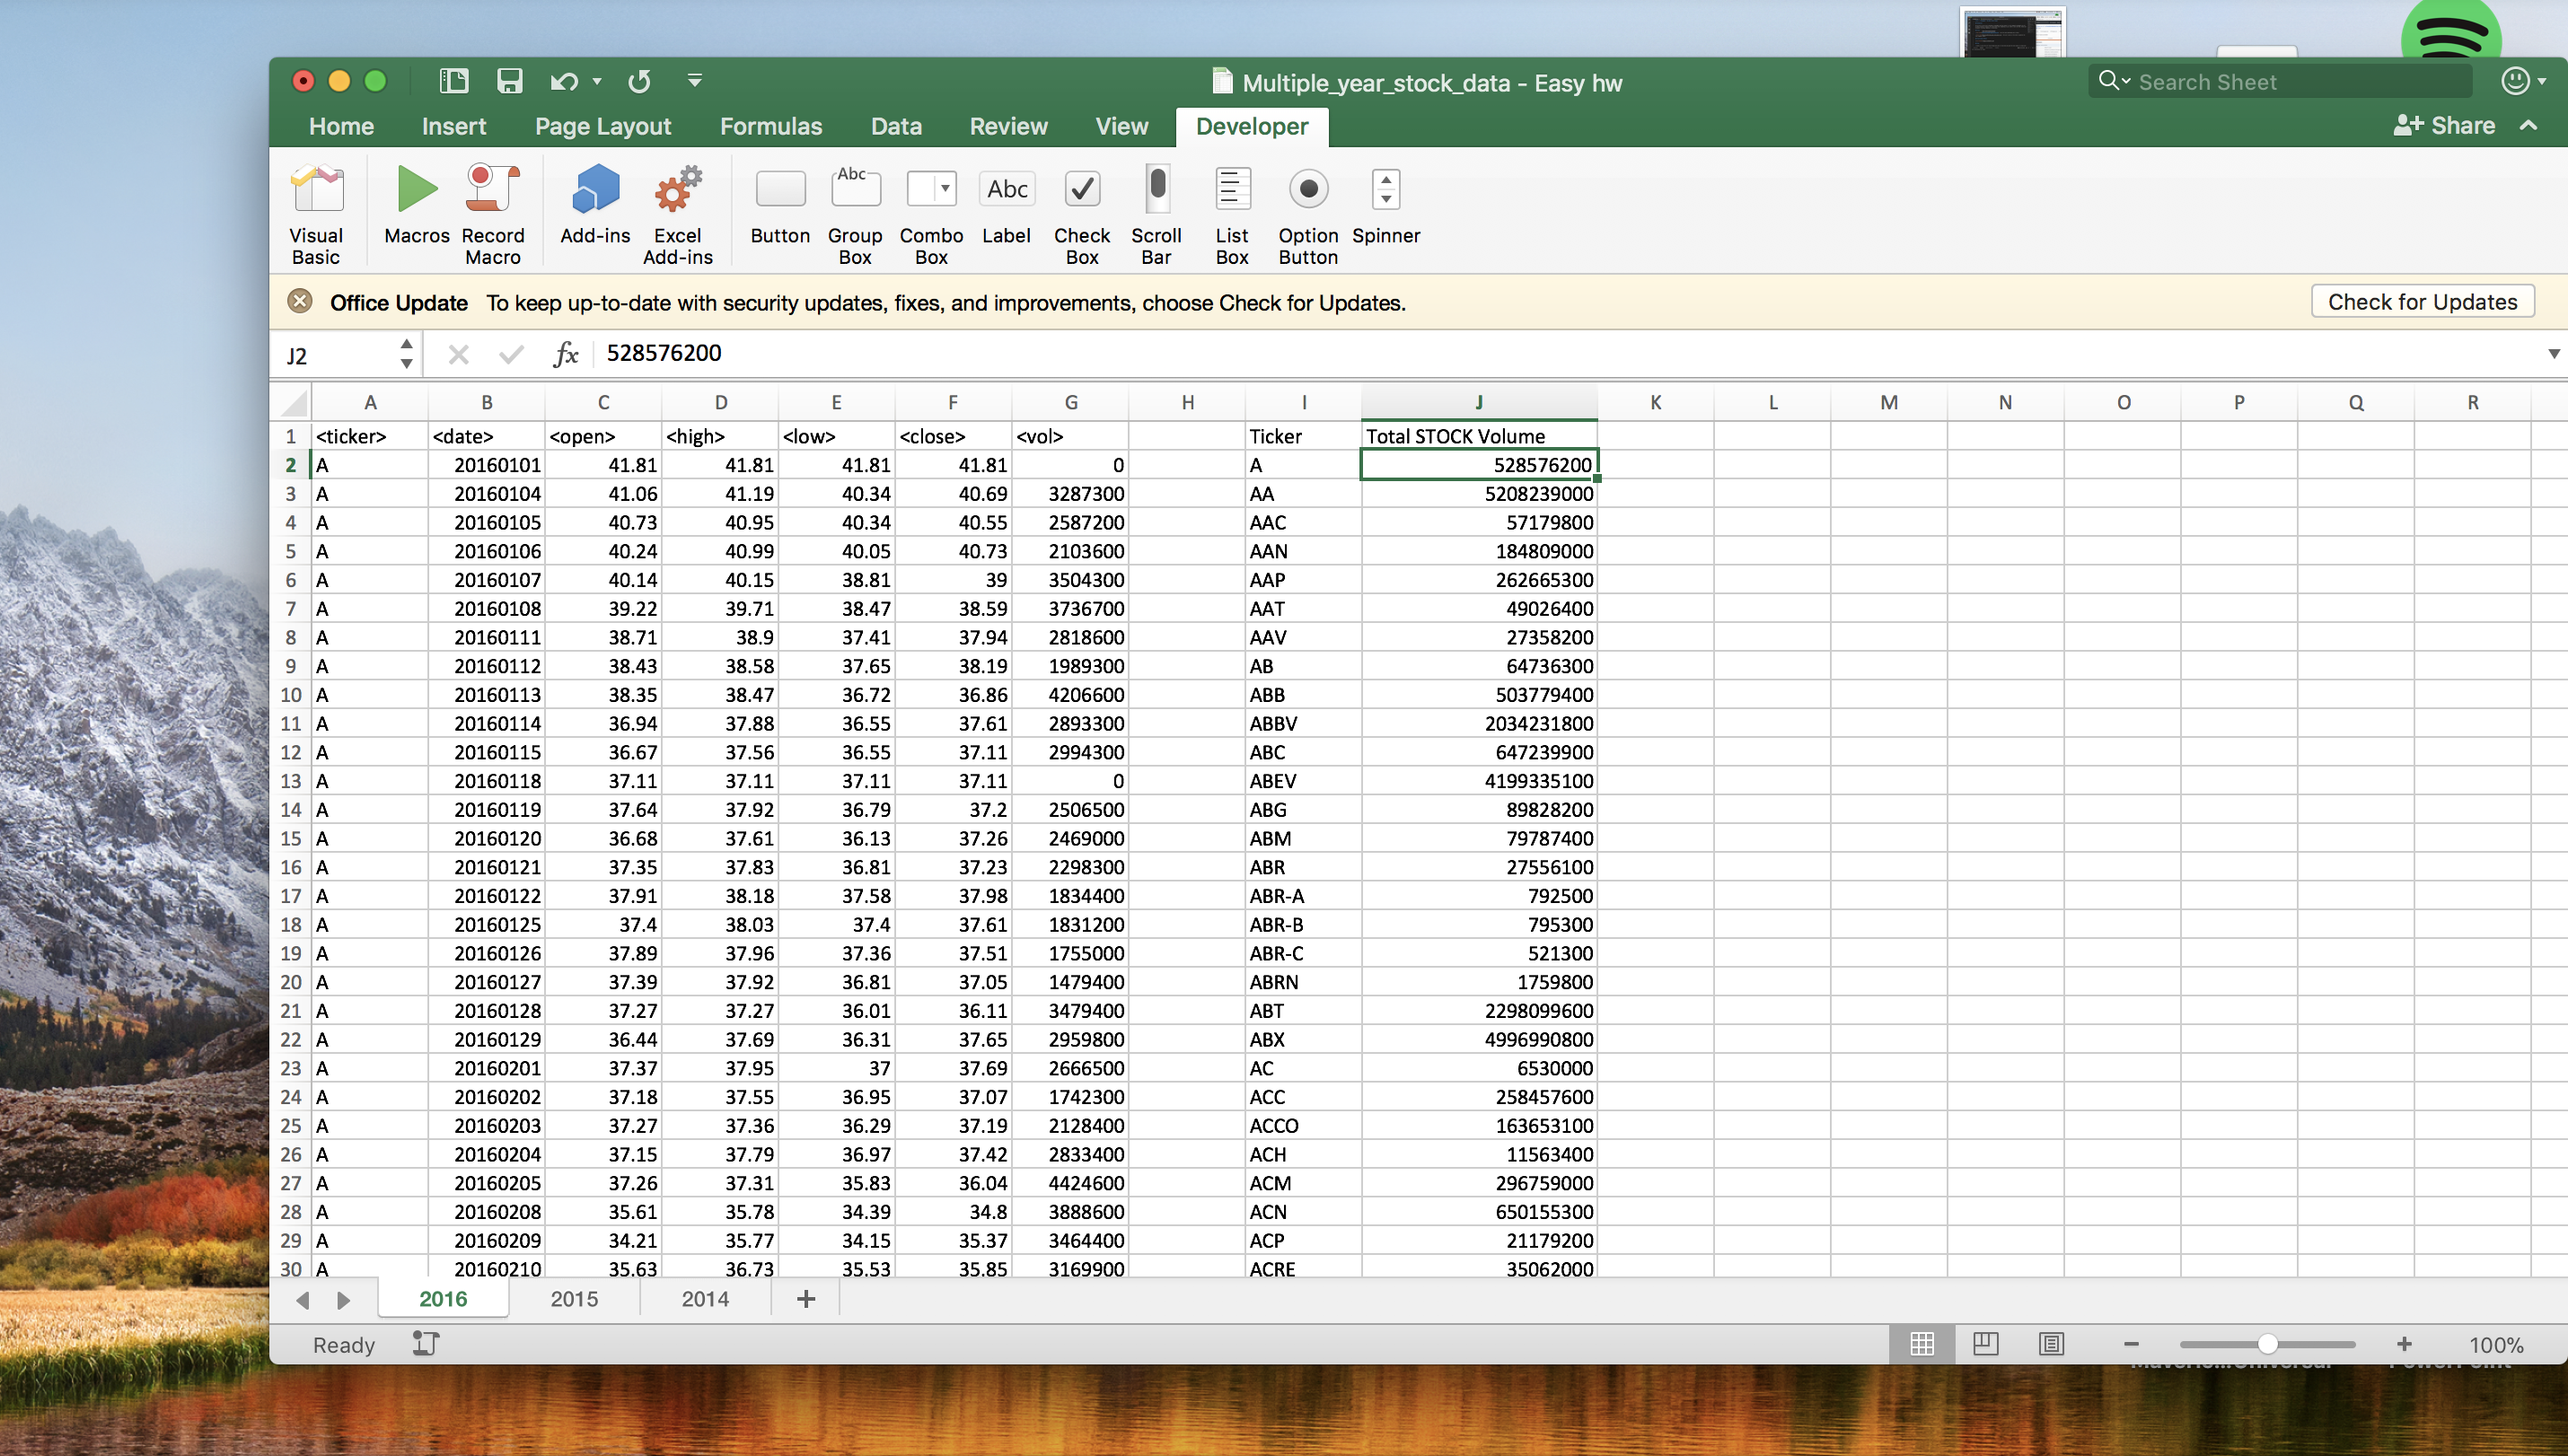 Multiple_year_stock_data - Easy hw
Search Sheet
Home Insert Page Layout Formulas Data Review View Developer
Share
Visual Basic Macros Record Macro Add-ins Excel Add-ins Button Group Box Combo Box Label Check Box Scroll Bar List Box Option Button Spinner
Abc Abc
Office Update To keep up-to-date with security updates, fixes, and improvements, choose Check for Updates. Check for Updates
J2 fx 528576200
A B C D E F G H I J K L M N O P Q R
1 <ticker> <date> <open> <high> <low> <close> <vol> Ticker Total STOCK Volume
2 A 20160101 41.81 41.81 41.81 41.81 0 A 528576200
3 A 20160104 41.06 41.19 40.34 40.69 3287300 AA 5208239000
4 A 20160105 40.73 40.95 40.34 40.55 2587200 AAC 57179800
5 A 20160106 40.24 40.99 40.05 40.73 2103600 AAN 184809000
6 A 20160107 40.14 40.15 38.81 39 3504300 AAP 262665300
7 A 20160108 39.22 39.71 38.47 38.59 3736700 AAT 49026400
8 A 20160111 38.71 38.9 37.41 37.94 2818600 AAV 27358200
9 A 20160112 38.43 38.58 37.65 38.19 1989300 AB 64736300
10 A 20160113 38.35 38.47 36.72 36.86 4206600 ABB 503779400
11 A 20160114 36.94 37.88 36.55 37.61 2893300 ABBV 2034231800
12 A 20160115 36.67 37.56 36.55 37.11 2994300 ABC 647239900
13 A 20160118 37.11 37.11 37.11 37.11 0 ABEV 4199335100
14 A 20160119 37.64 37.92 36.79 37.2 2506500 ABG 89828200
15 A 20160120 36.68 37.61 36.13 37.26 2469000 ABM 79787400
16 A 20160121 37.35 37.83 36.81 37.23 2298300 ABR 27556100
17 A 20160122 37.91 38.18 37.58 37.98 1834400 ABR-A 792500
18 A 20160125 37.4 38.03 37.4 37.61 1831200 ABR-B 795300
19 A 20160126 37.89 37.96 37.36 37.51 1755000 ABR-C 521300
20 A 20160127 37.39 37.92 36.81 37.05 1479400 ABRN 1759800
21 A 20160128 37.27 37.27 36.01 36.11 3479400 ABT 2298099600
22 A 20160129 36.44 37.69 36.31 37.65 2959800 ABX 4996990800
23 A 20160201 37.37 37.95 37 37.69 2666500 AC 6530000
24 A 20160202 37.18 37.55 36.95 37.07 1742300 ACC 258457600
25 A 20160203 37.27 37.36 36.29 37.19 2128400 ACCO 163653100
26 A 20160204 37.15 37.79 36.97 37.42 2833400 ACH 11563400
27 A 20160205 37.26 37.31 35.83 36.04 4424600 ACM 296759000
28 A 20160208 35.61 35.78 34.39 34.8 3888600 ACN 650155300
29 A 20160209 34.21 35.77 34.15 35.37 3464400 ACP 21179200
30 A 20160210 35.63 36.73 35.53 35.85 3169900 ACRE 35062000
2016 2015 2014
Ready 100%